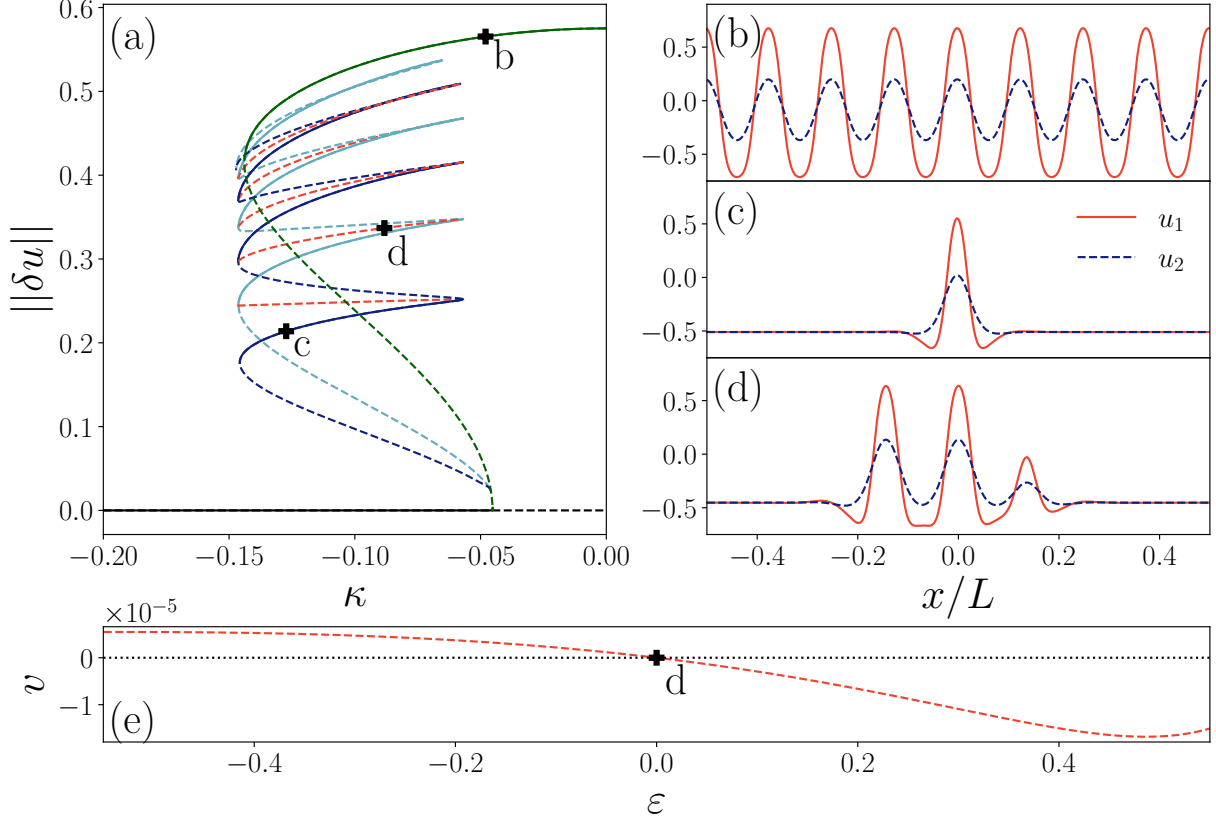 (a)
||δu||
0.6
0.5
0.4
0.3
0.2
0.1
0.0
−0.20
−0.15
−0.10
−0.05
0.00
κ
b
d
c
(b)
0.5
0.0
−0.5
(c)
0.5
0.0
−0.5
u₁
u₂
(d)
0.5
0.0
−0.5
−0.4
−0.2
0.0
0.2
0.4
x/L
×10⁻⁵
v
0
−1
(e)
d
−0.4
−0.2
0.0
0.2
0.4
ε